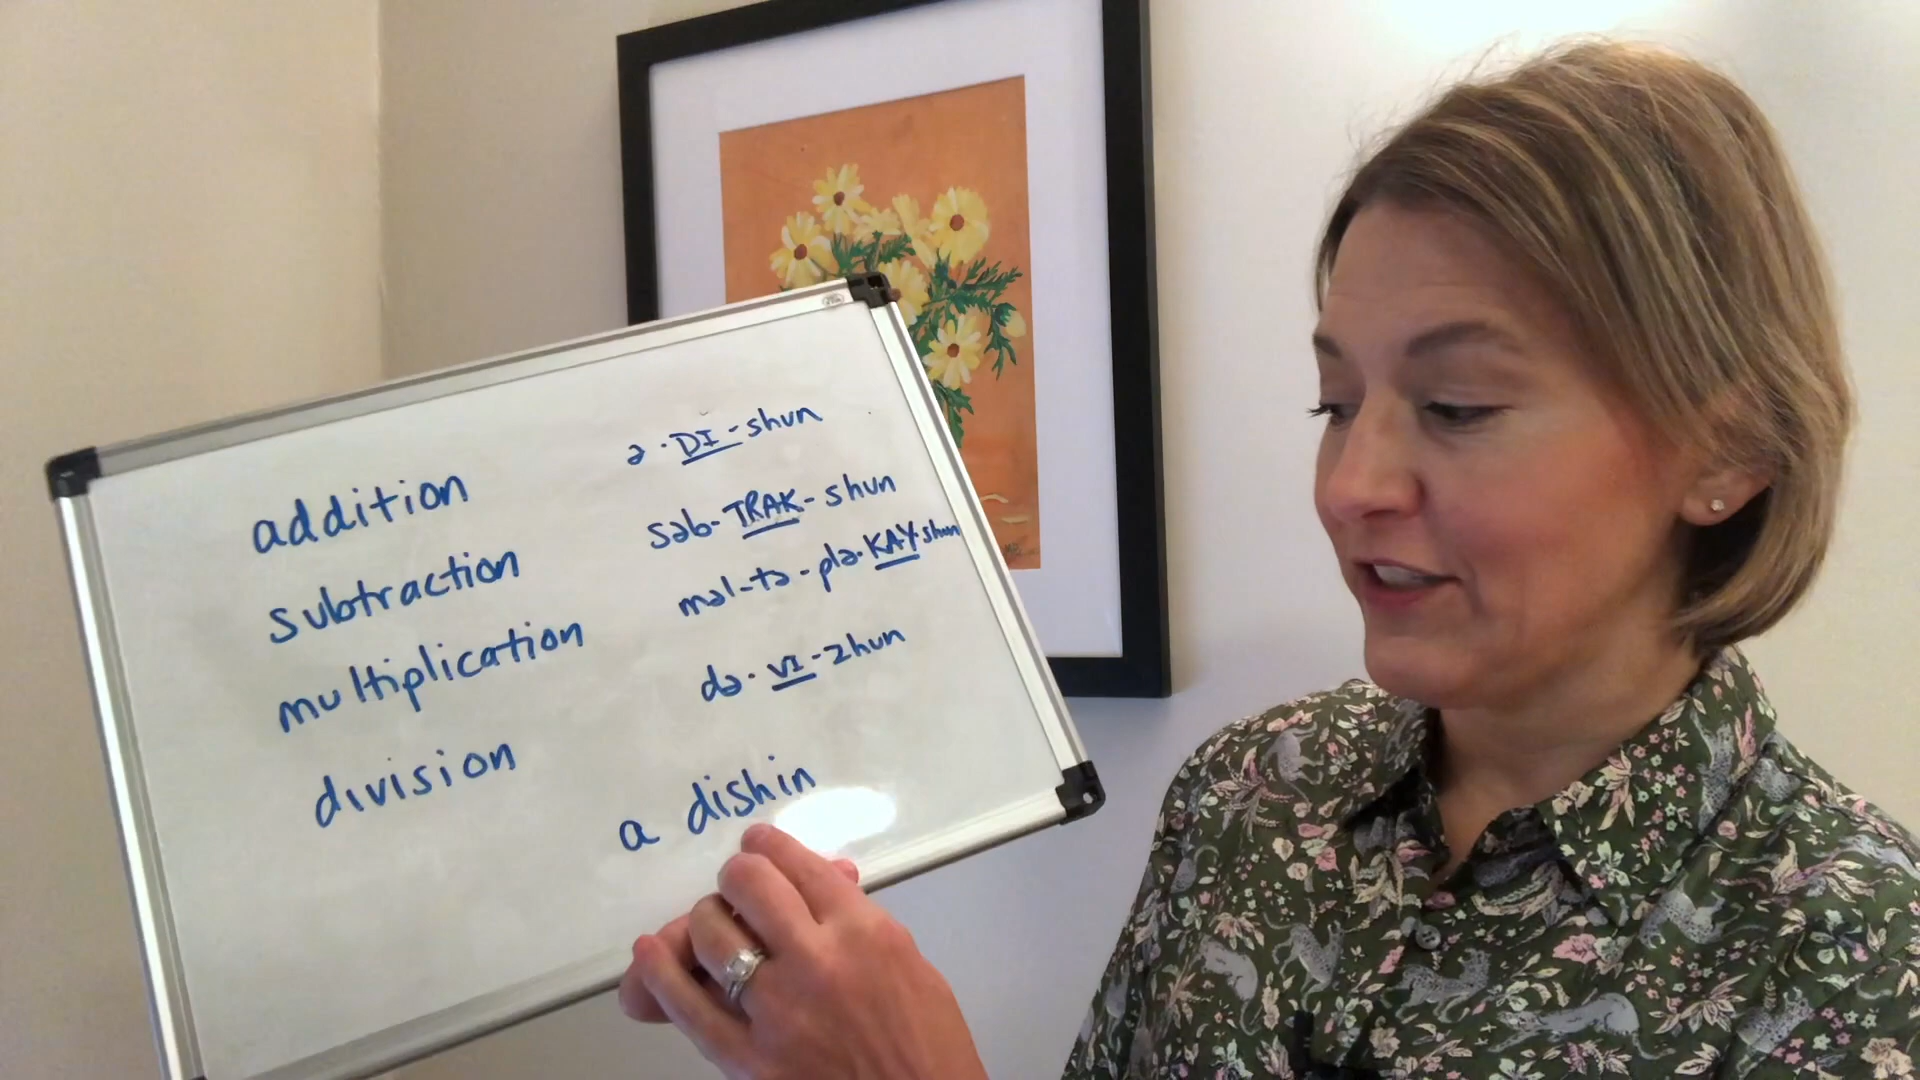 addition
subtraction
multiplication
division
ə-DI-shun
səb-TRAK-shun
məl-tə-plə-KAY-shun
də-VI-zhun
a dishin